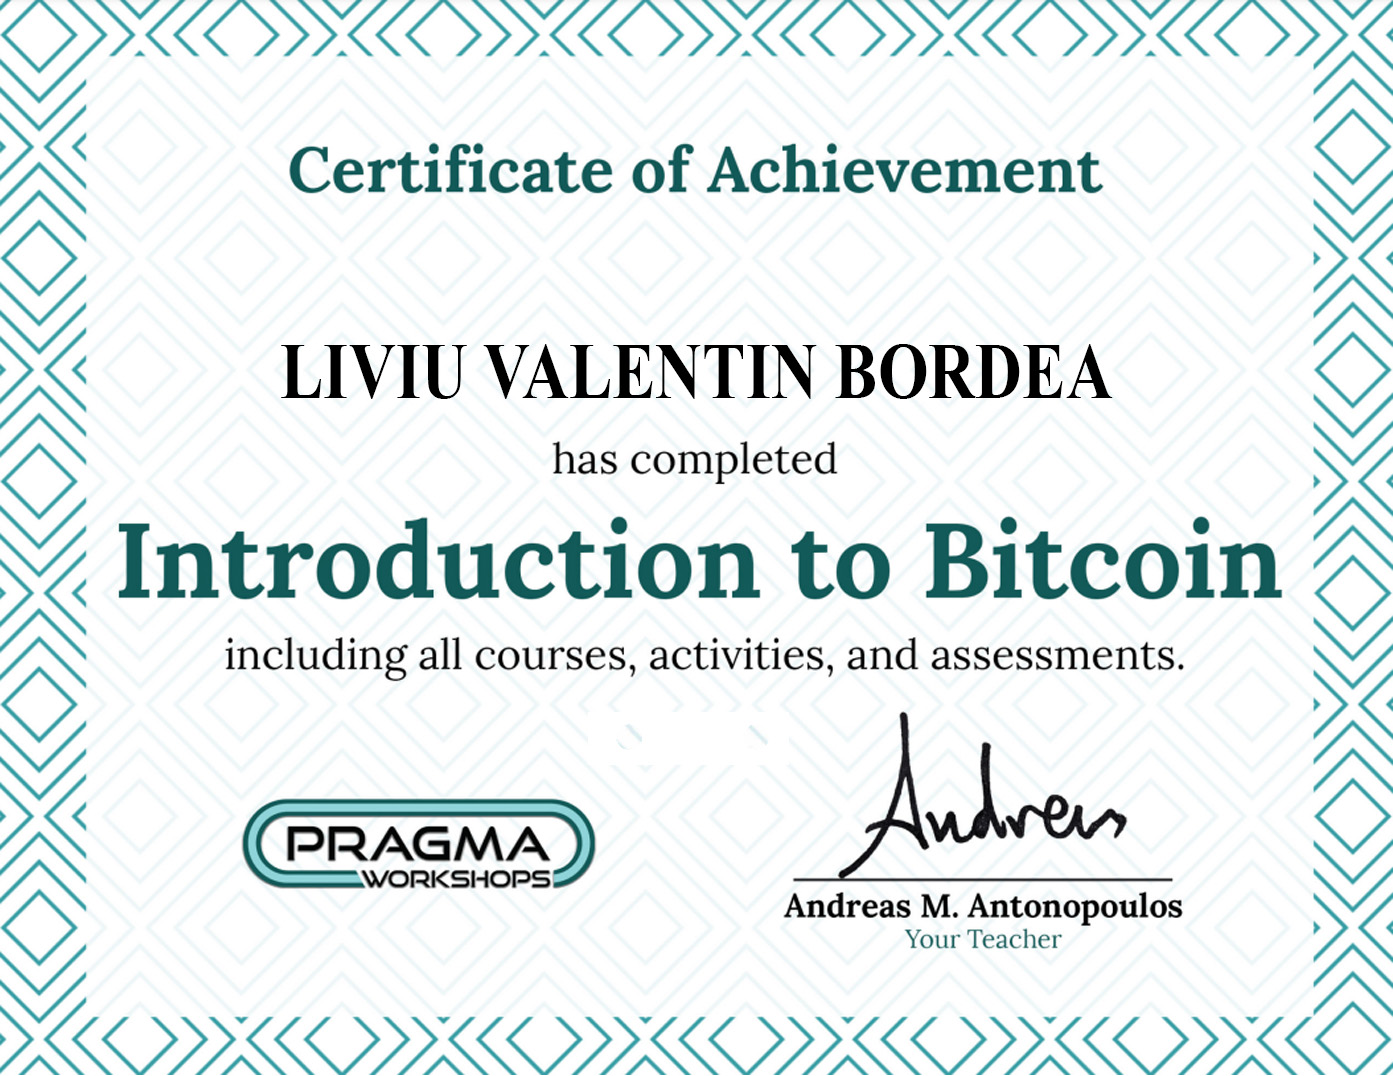 Certificate of Achievement
LIVIU VALENTIN BORDEA
has completed
Introduction to Bitcoin
including all courses, activities, and assessments.
Andreas
PRAGMA
WORKSHOPS
Andreas M. Antonopoulos
Your Teacher